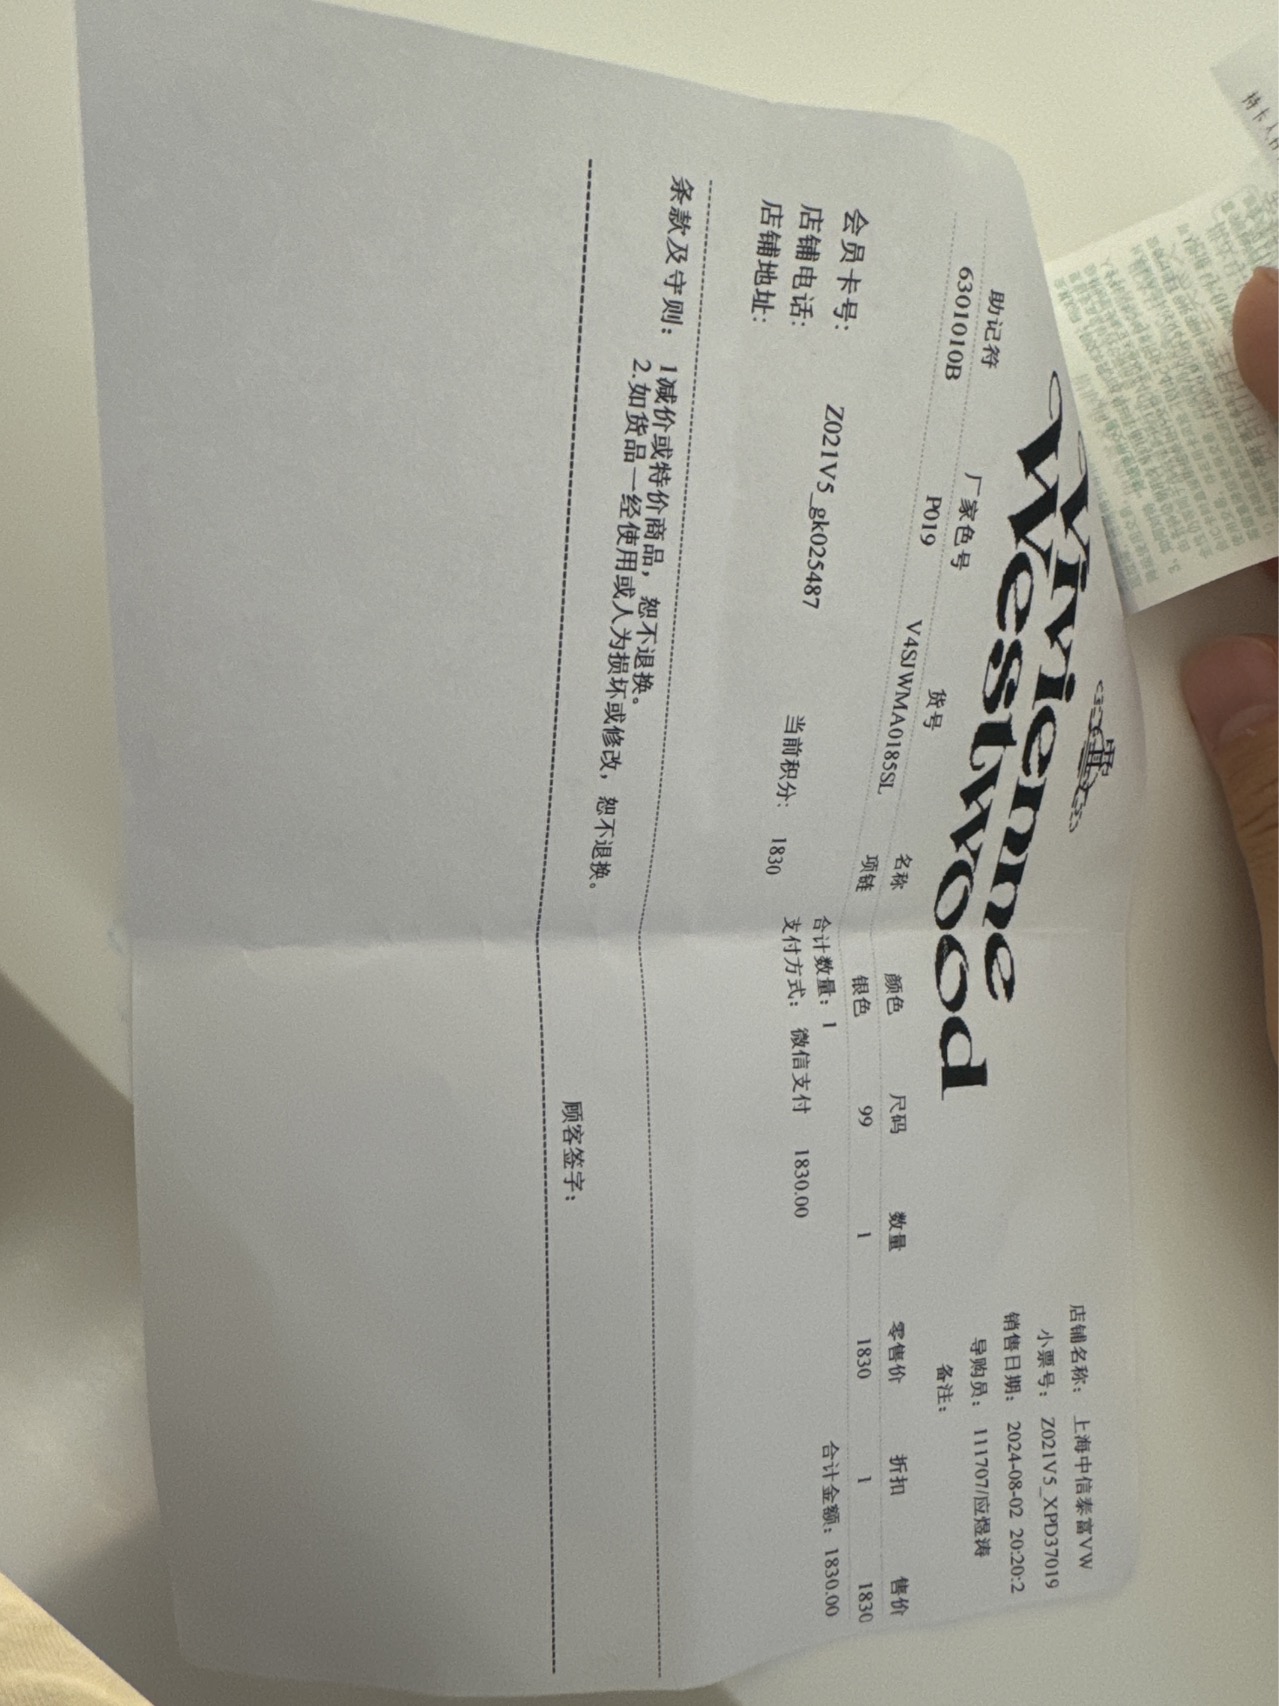 Vivienne
Westwood
店铺名称： 上海中信泰富VW
小票号： Z021V5_XPD37019
销售日期： 2024-08-02 20:20:2
导购员： 111707/应煜涛
备注：
助记符 厂家色号 货号 名称 颜色 尺码 数量 零售价 折扣 售价
6301010B P019 V4SJWMA0185SL 项链 银色 99 1 1830 1 1830
合计数量： 1 合计金额： 1830.00
会员卡号： Z021V5_gk025487 当前积分： 1830 支付方式： 微信支付 1830.00
店铺电话：
店铺地址：
条款及守则： 1减价或特价商品，恕不退换。
2.如货品一经使用或人为损坏或修改，恕不退换。
顾客签字：
持卡人